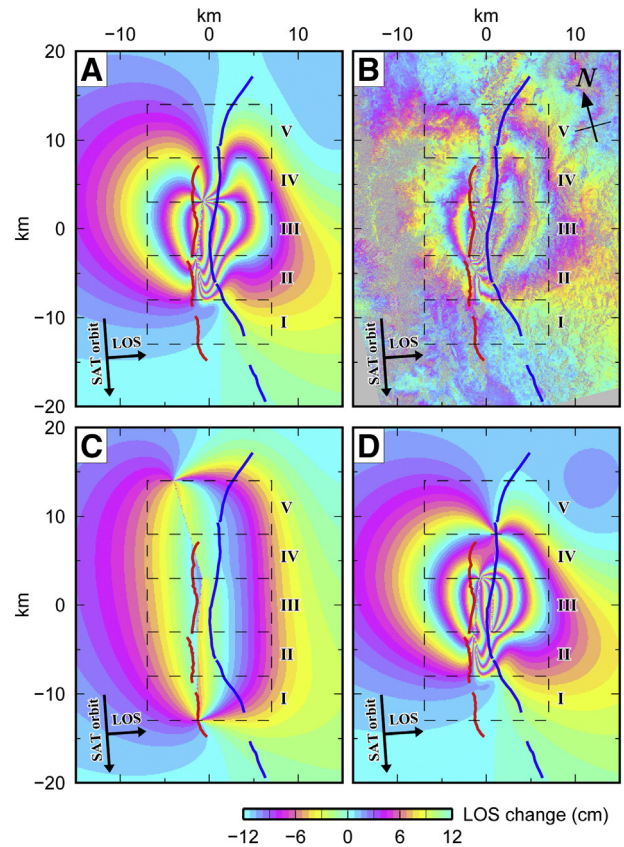 km km
−10 0 10 −10 0 10
20 A B N
10 V V
IV IV
km 0 III III
II II
−10 I I
SAT orbit LOS SAT orbit LOS
−20
20 C D
10 V V
IV IV
km 0 III III
II II
−10 I I
SAT orbit LOS SAT orbit LOS
−20
LOS change (cm)
−12 −6 0 6 12